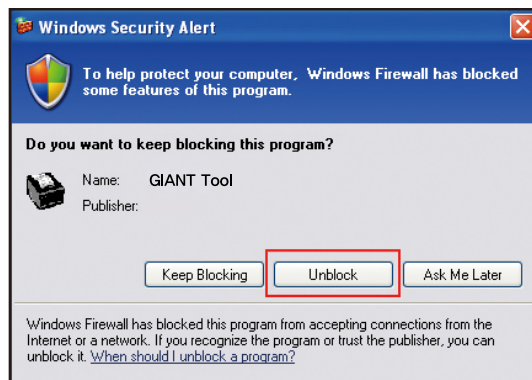 Windows Security Alert
To help protect your computer, Windows Firewall has blocked
some features of this program.
Do you want to keep blocking this program?
Name: GIANT Tool
Publisher:
Keep Blocking Unblock Ask Me Later
Windows Firewall has blocked this program from accepting connections from the
Internet or a network. If you recognize the program or trust the publisher, you can
unblock it. When should I unblock a program?